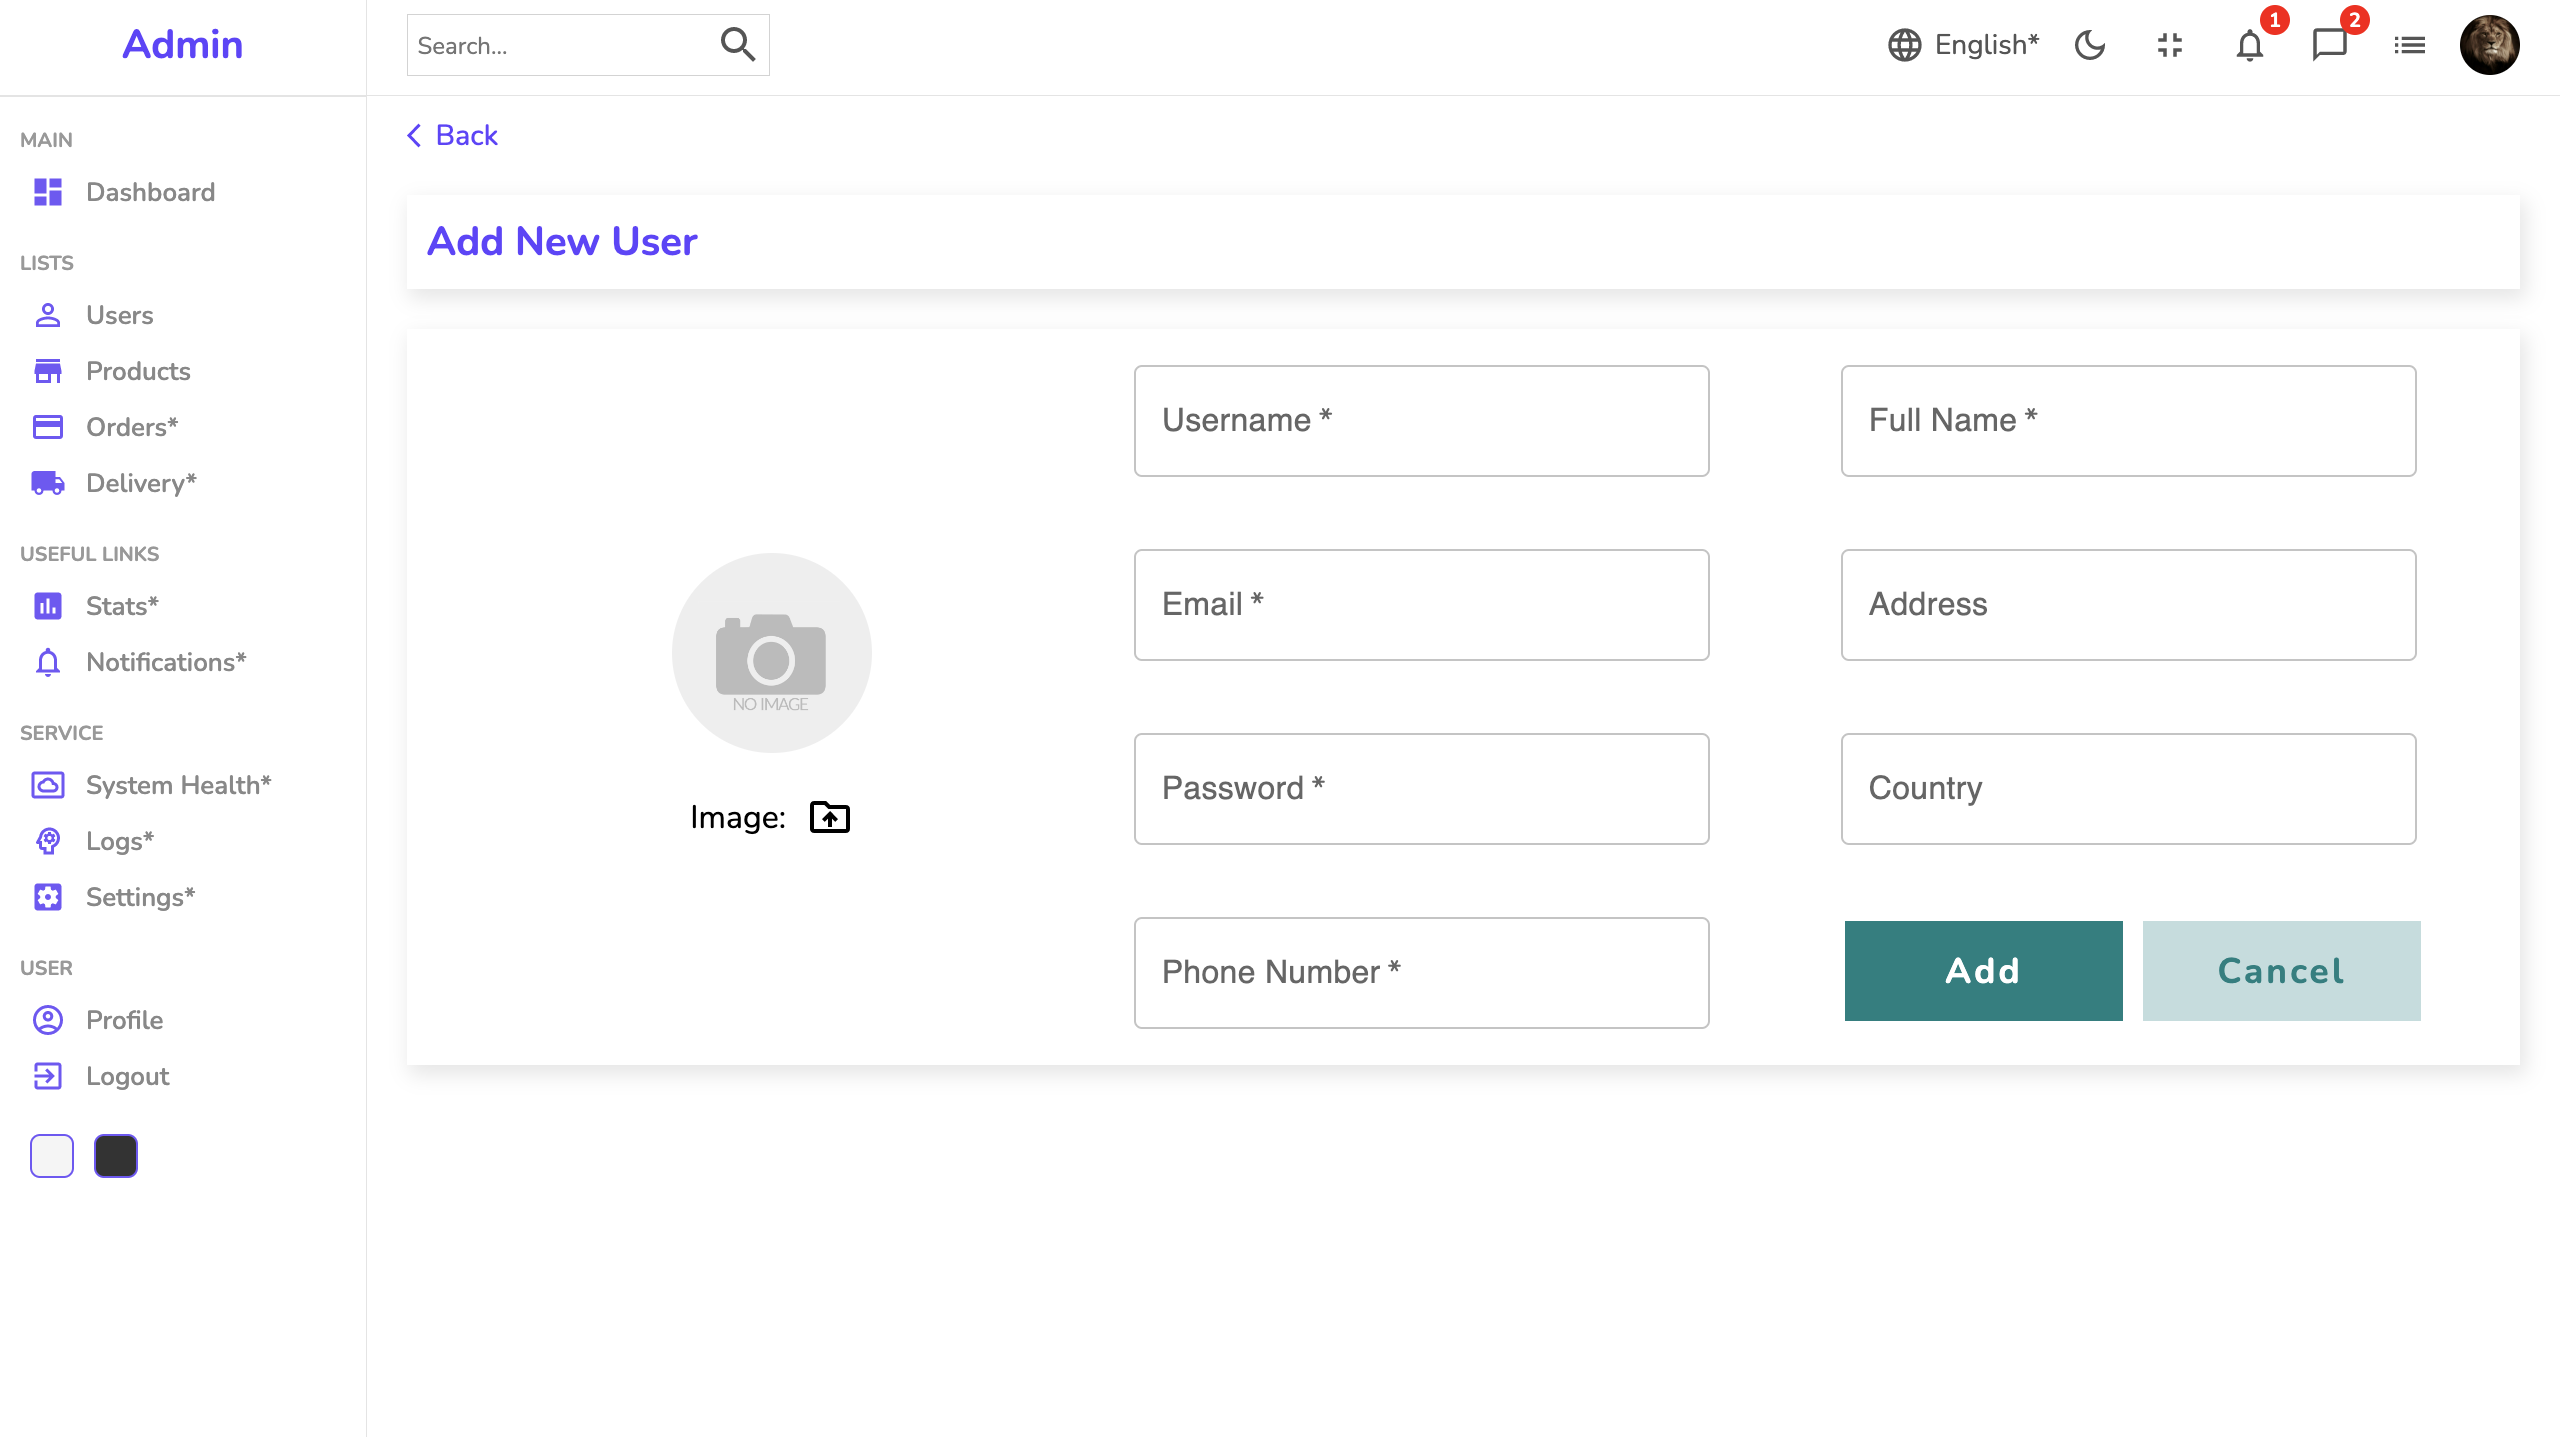 Admin
Search...
English*
1
2
MAIN
Dashboard
LISTS
Users
Products
Orders*
Delivery*
USEFUL LINKS
Stats*
Notifications*
SERVICE
System Health*
Logs*
Settings*
USER
Profile
Logout
Back
Add New User
NO IMAGE
Image:
Username *
Full Name *
Email *
Address
Password *
Country
Phone Number *
Add
Cancel